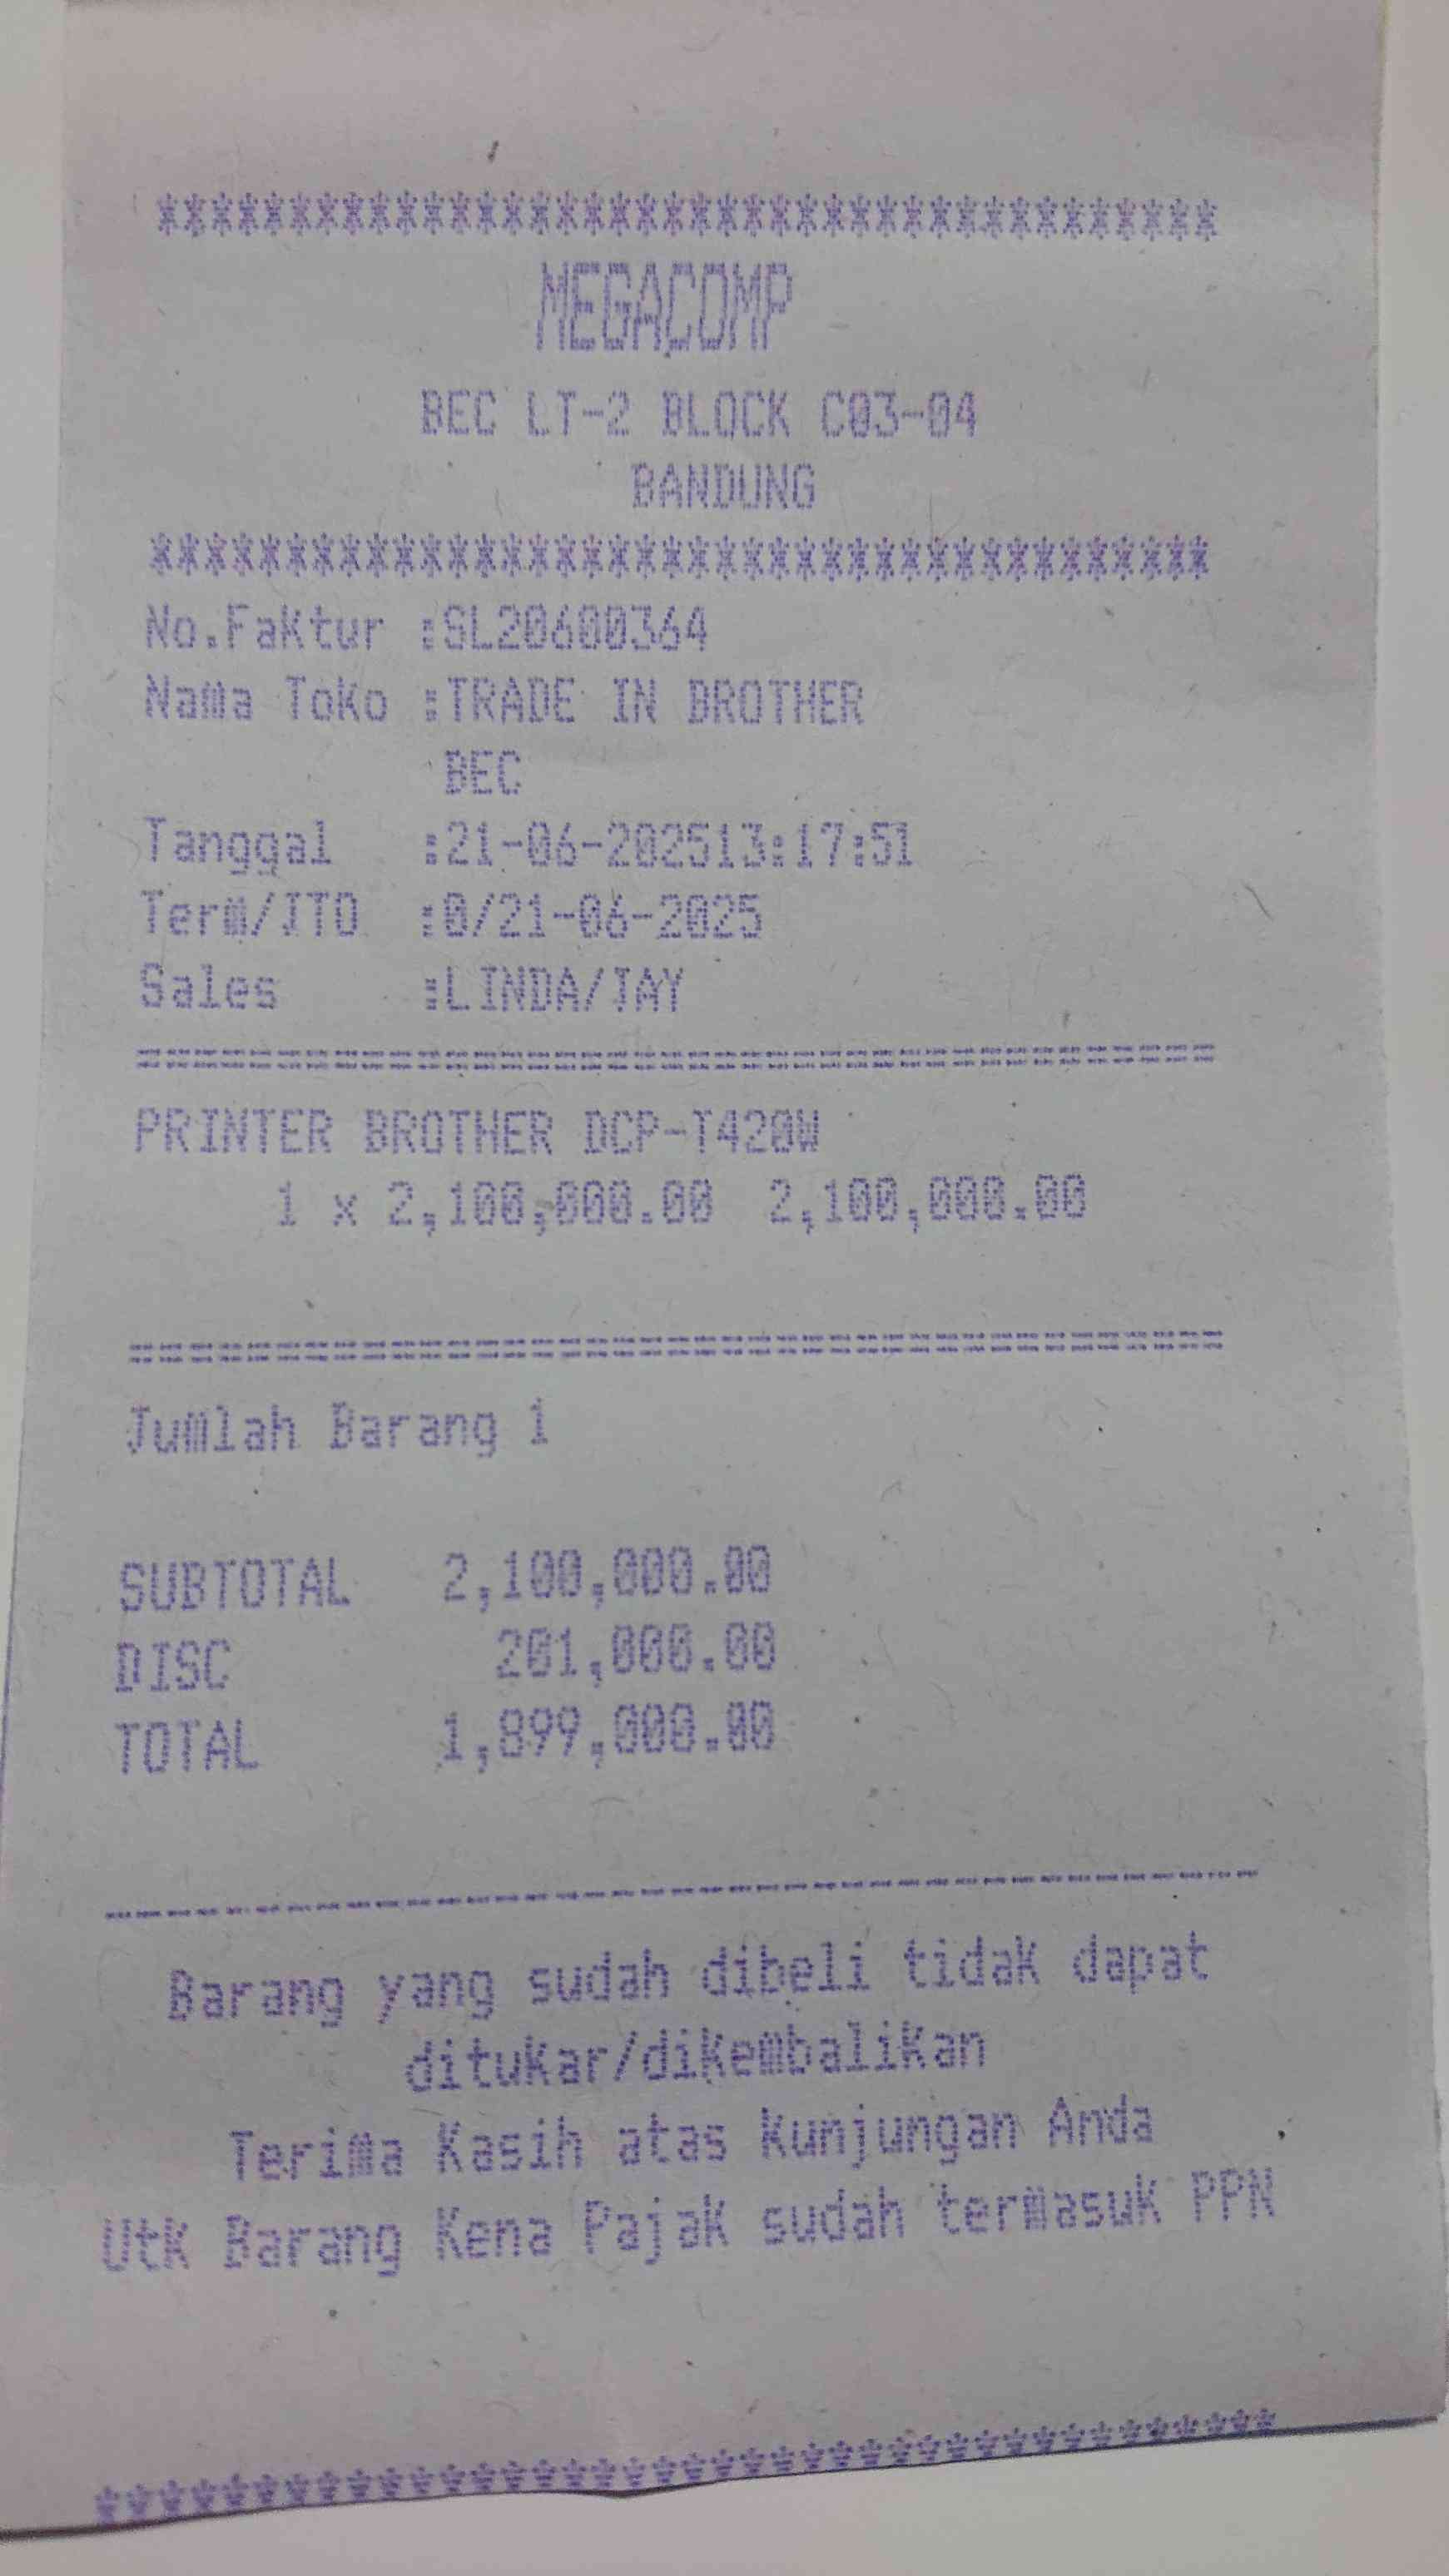 ****************************************
MEGACOMP
BEC LT-2 BLOCK C03-04
BANDUNG
****************************************
No.Faktur :SL20600364
Nama Toko :TRADE IN BROTHER
BEC
Tanggal :21-06-202513:17:51
Term/JTO :0/21-06-2025
Sales :LINDA/TAY
========================================
PRINTER BROTHER DCP-T420W
1 x 2,100,000.00 2,100,000.00
========================================
Jumlah Barang 1
SUBTOTAL 2,100,000.00
DISC 201,000.00
TOTAL 1,899,000.00
----------------------------------------
Barang yang sudah dibeli tidak dapat
ditukar/dikembalikan
Terima Kasih atas kunjungan Anda
Utk Barang Kena Pajak sudah termasuk PPN
****************************************